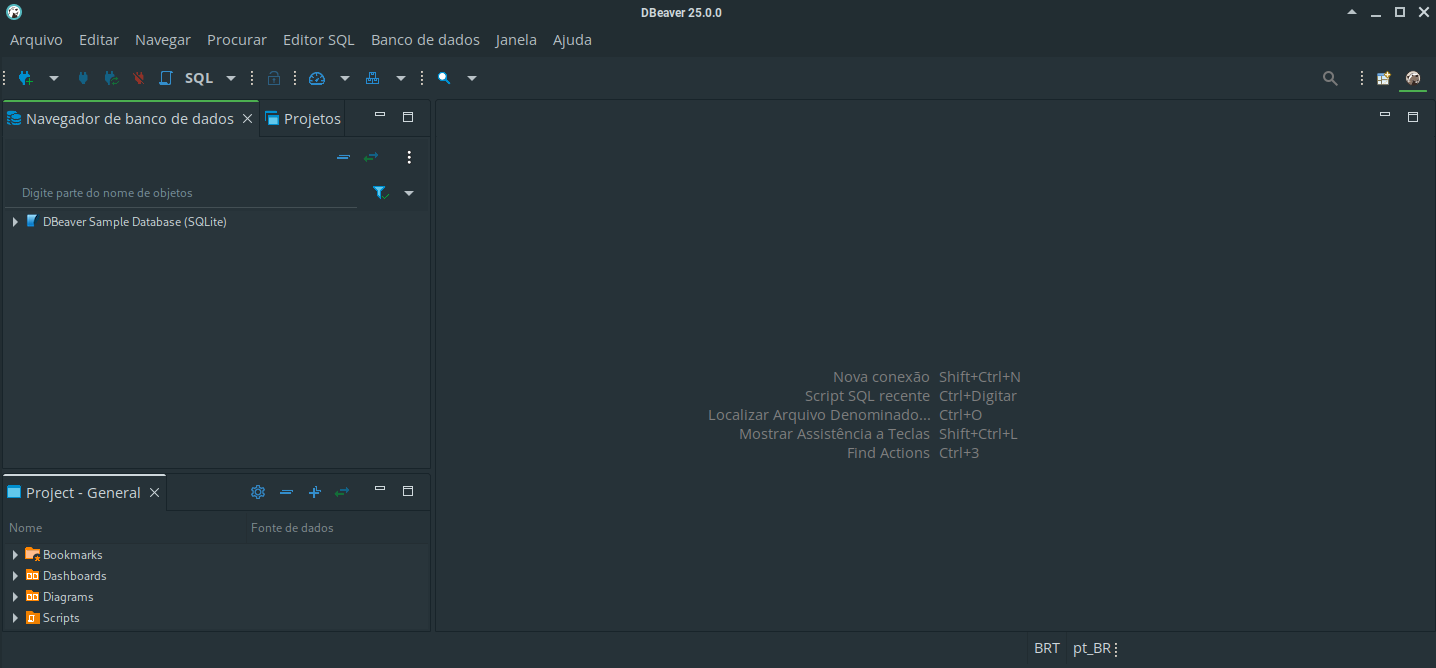 DBeaver 25.0.0
Arquivo Editar Navegar Procurar Editor SQL Banco de dados Janela Ajuda
SQL
Navegador de banco de dados Projetos
Digite parte do nome de objetos
DBeaver Sample Database (SQLite)
Nova conexão Shift+Ctrl+N
Script SQL recente Ctrl+Digitar
Localizar Arquivo Denominado... Ctrl+O
Mostrar Assistência a Teclas Shift+Ctrl+L
Find Actions Ctrl+3
Project - General
Nome Fonte de dados
Bookmarks
Dashboards
Diagrams
Scripts
BRT pt_BR